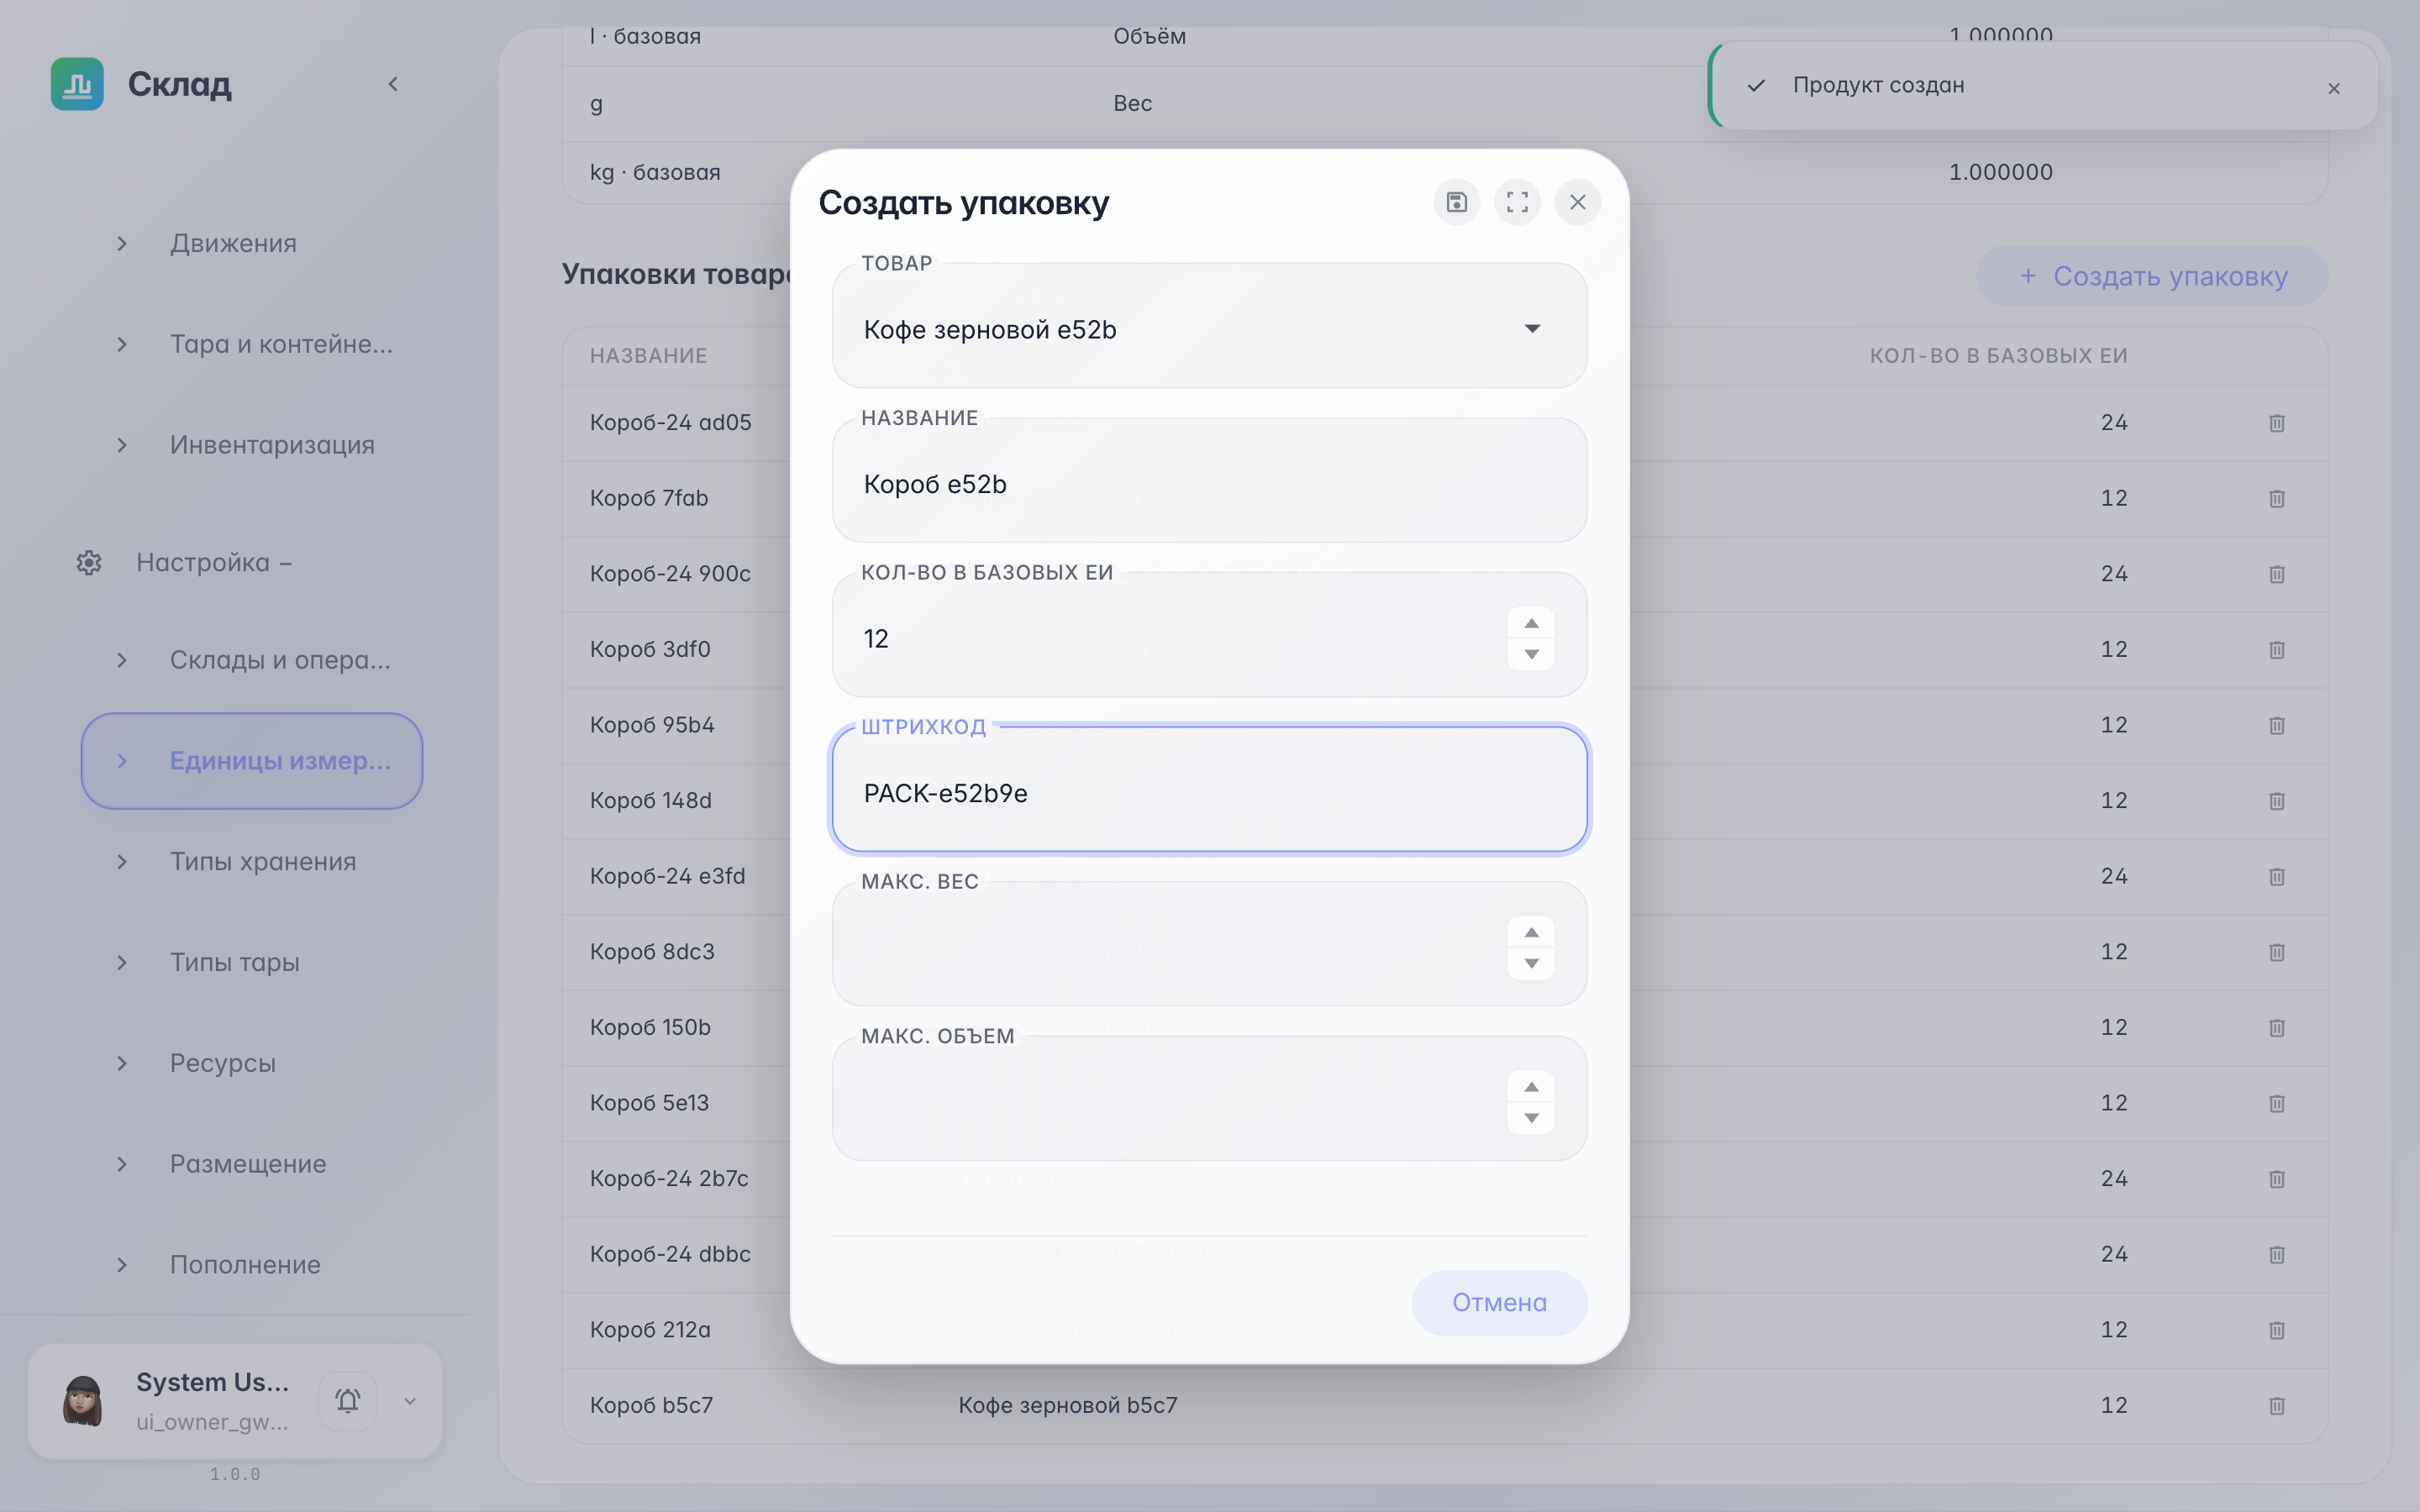 Склад
Движения
Тара и контейне...
Инвентаризация
Настройка –
Склады и опера...
Единицы измер...
Типы хранения
Типы тары
Ресурсы
Размещение
Пополнение
System Us...
ui_owner_gw...
1.0.0
l · базовая Объём 1.000000
g Вес
kg · базовая 1.000000
Продукт создан
Упаковки товаров
+ Создать упаковку
НАЗВАНИЕ КОЛ-ВО В БАЗОВЫХ ЕИ
Короб-24 ad05 24
Короб 7fab 12
Короб-24 900c 24
Короб 3df0 12
Короб 95b4 12
Короб 148d 12
Короб-24 e3fd 24
Короб 8dc3 12
Короб 150b 12
Короб 5e13 12
Короб-24 2b7c 24
Короб-24 dbbc 24
Короб 212a 12
Короб b5c7 Кофе зерновой b5c7 12
Создать упаковку
ТОВАР
Кофе зерновой e52b
НАЗВАНИЕ
Короб e52b
КОЛ-ВО В БАЗОВЫХ ЕИ
12
ШТРИХКОД
PACK-e52b9e
МАКС. ВЕС
МАКС. ОБЪЕМ
Отмена